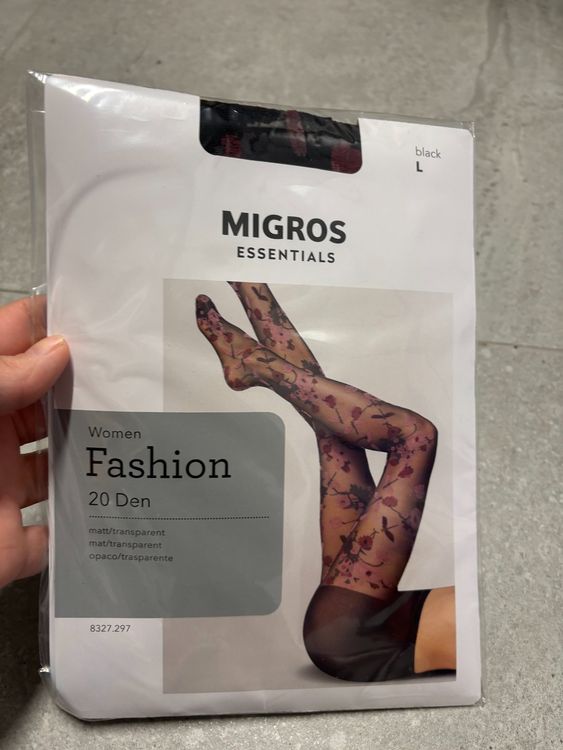 black
L
MIGROS
ESSENTIALS
Women
Fashion
20 Den
matt/transparent
mat/transparent
opaco/trasparente
8327.297